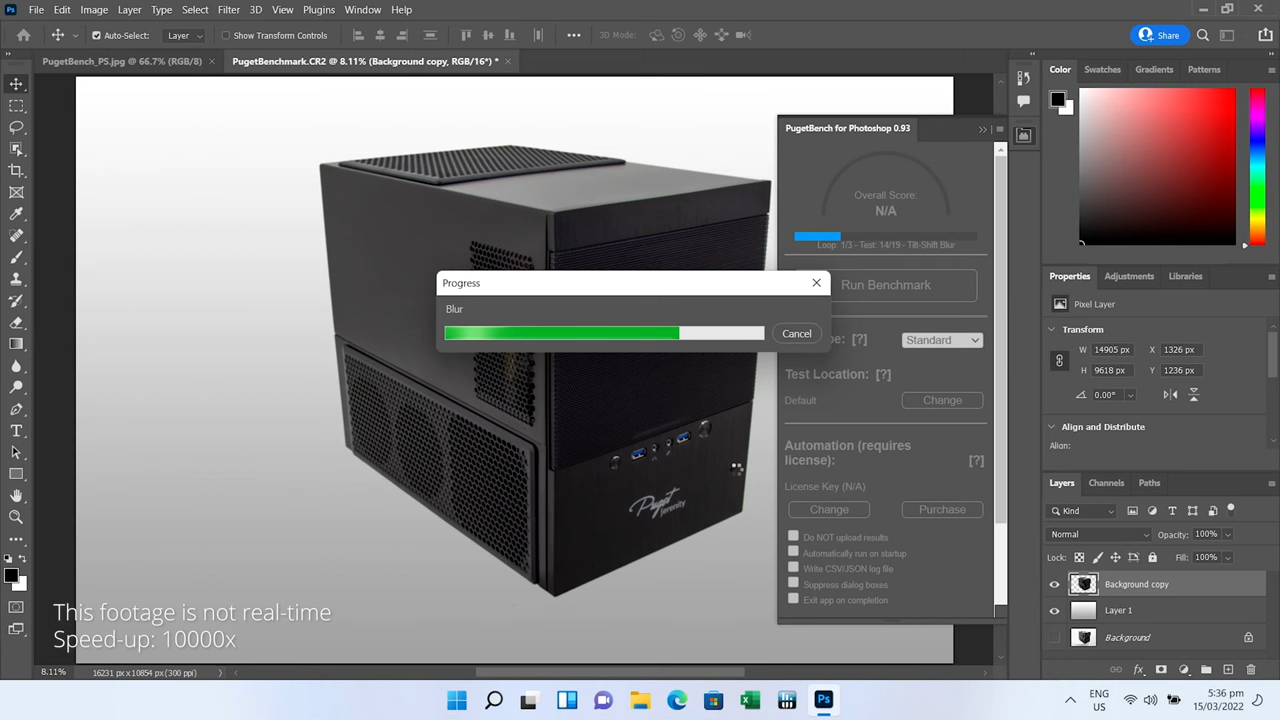 File Edit Image Layer Type Select Filter 3D View Plugins Window Help
Auto-Select: Layer Show Transform Controls 3D Mode: Share
PugetBench_PS.jpg @ 66.7% (RGB/8) PugetBenchmark.CR2 @ 8.11% (Background copy, RGB/16*) *
PugetBench for Photoshop 0.93
Overall Score:
N/A
Loop: 1/3 - Test: 14/19 - Tilt-Shift Blur
Run Benchmark
Progress
Blur
Cancel
[?] Standard
Test Location: [?]
Default Change
Automation (requires
license): [?]
License Key (N/A)
Change Purchase
Do NOT upload results
Automatically run on startup
Write CSV/JSON log file
Suppress dialog boxes
Exit app on completion
Puget
Serenity
This footage is not real-time
Speed-up: 10000x
Color Swatches Gradients Patterns
Properties Adjustments Libraries
Pixel Layer
Transform
W 14905 px X 1326 px
H 9618 px Y 1236 px
0.00°
Align and Distribute
Align:
Layers Channels Paths
Kind
Normal Opacity: 100%
Lock: Fill: 100%
Background copy
Layer 1
Background
8.11% 16231 px x 10854 px (300 ppi)
ENG
US
5:36 pm
15/03/2022